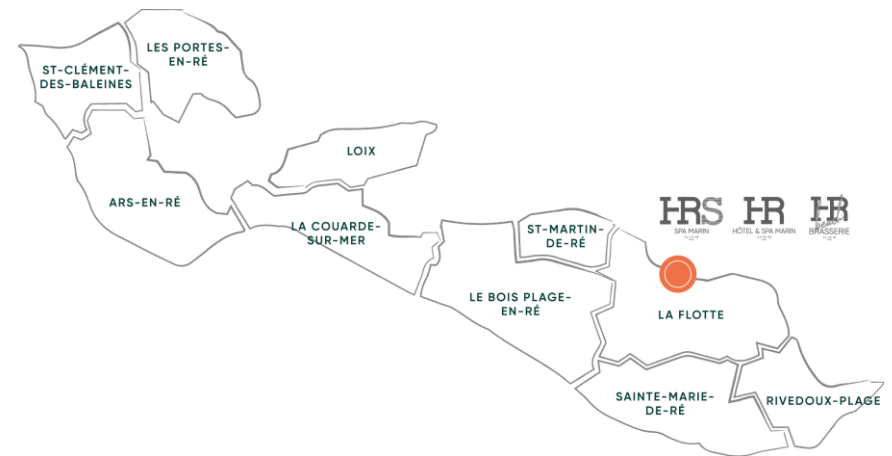 LES PORTES-
EN-RÉ
ST-CLÉMENT-
DES-BALEINES
LOIX
ARS-EN-RÉ
LA COUARDE-
SUR-MER
ST-MARTIN-
DE-RÉ
HRS
SPA MARIN
HR
HÔTEL & SPA MARIN
HR
BRASSERIE
LE BOIS PLAGE-
EN-RÉ
LA FLOTTE
SAINTE-MARIE-
DE-RÉ
RIVEDOUX-PLAGE